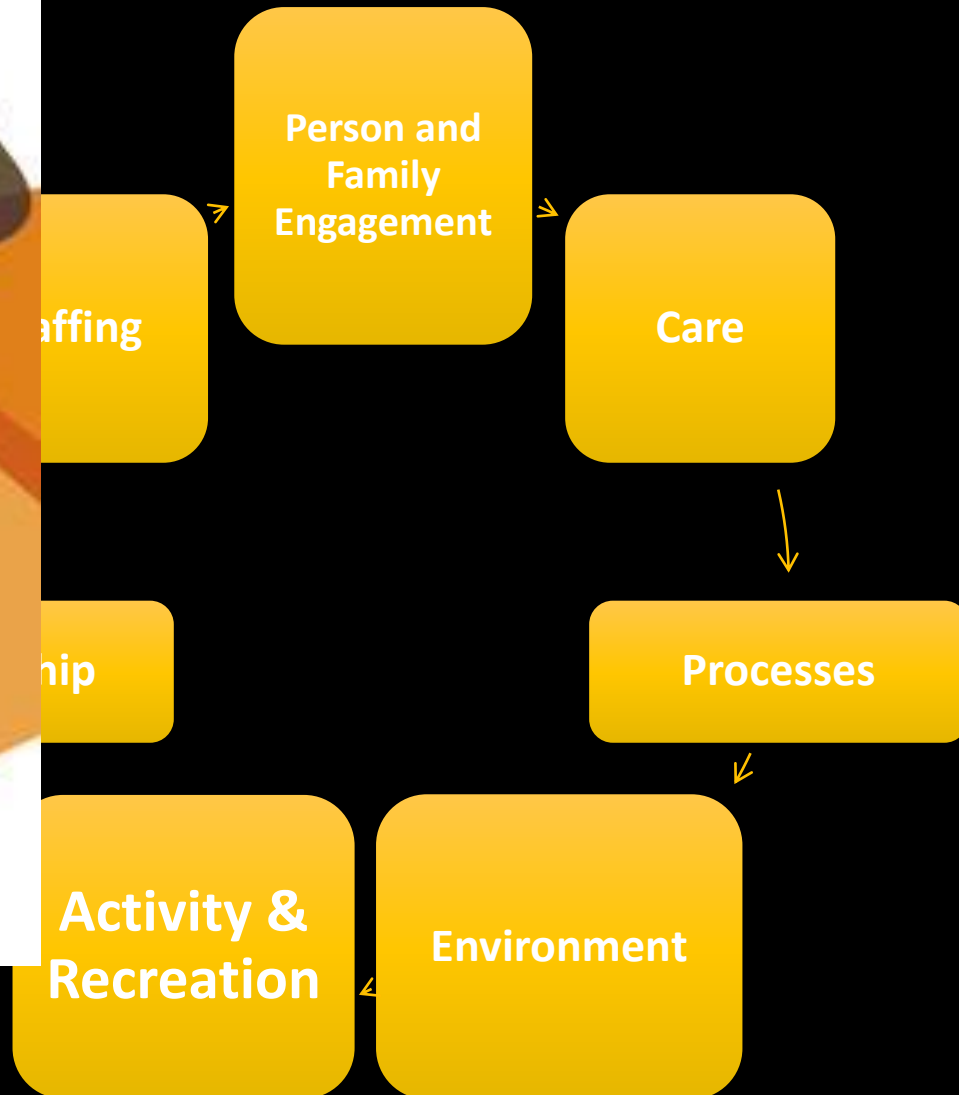 Person and
Family
Engagement
affing
Care
hip
Processes
Activity &
Recreation
Environment